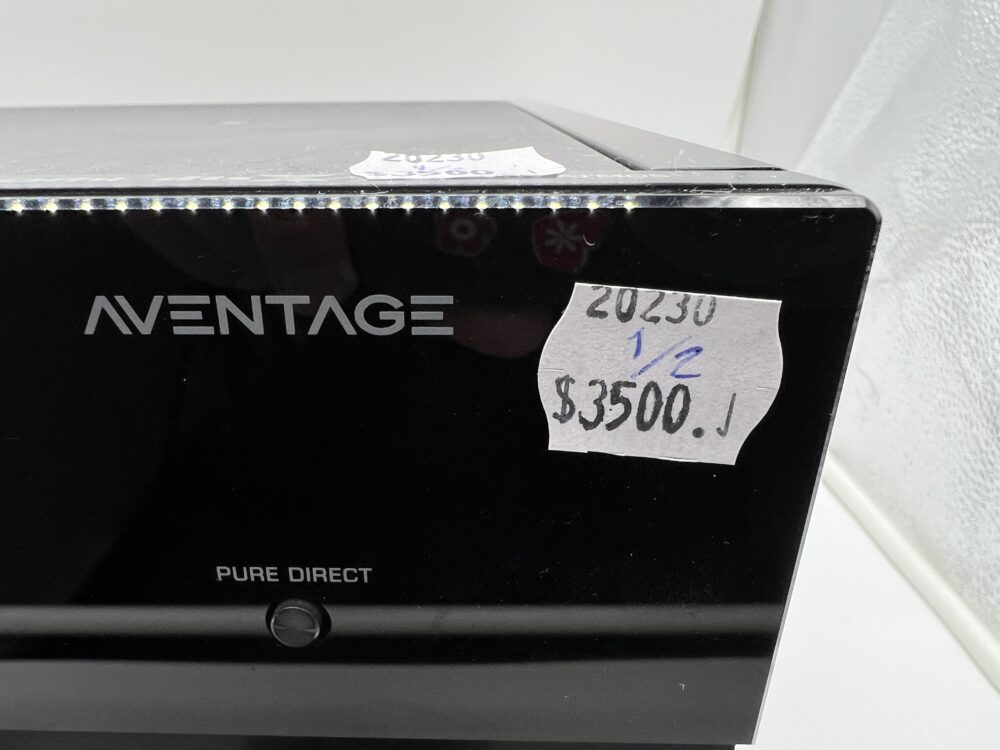 20230
AVENTAGE
20230
1/2
$3500.
PURE DIRECT